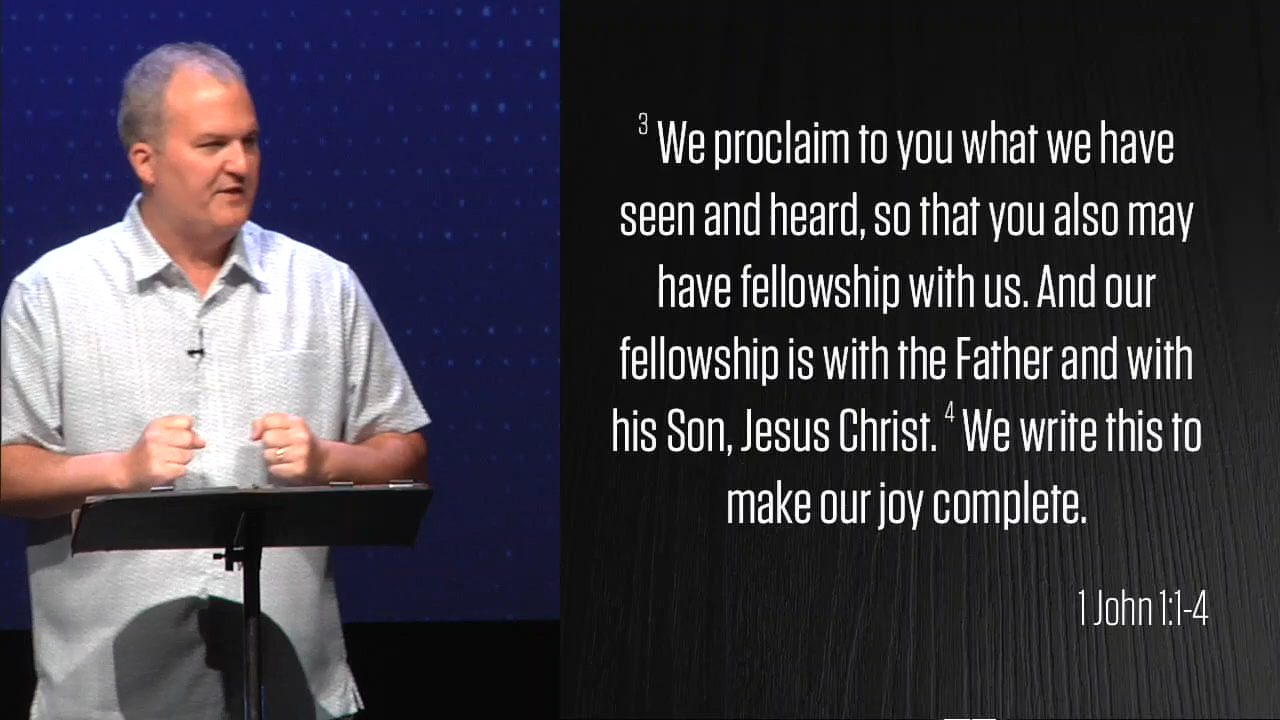 3 We proclaim to you what we have
seen and heard, so that you also may
have fellowship with us. And our
fellowship is with the Father and with
his Son, Jesus Christ. 4 We write this to
make our joy complete.
1 John 1:1-4